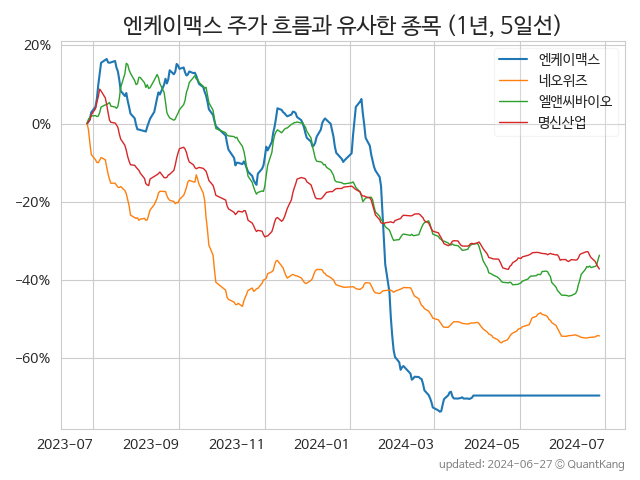 엔케이맥스 주가 흐름과 유사한 종목 (1년, 5일선)
엔케이맥스
네오위즈
엘앤씨바이오
명신산업
20%
0%
−20%
−40%
−60%
2023-07 2023-09 2023-11 2024-01 2024-03 2024-05 2024-07
updated: 2024-06-27 © QuantKang